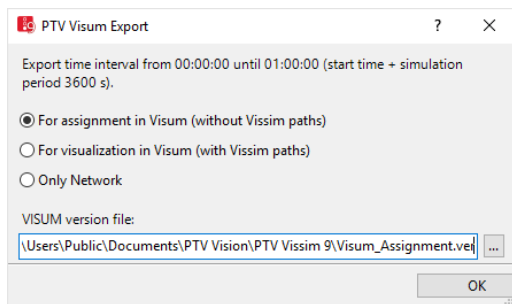 PTV Visum Export
?
Export time interval from 00:00:00 until 01:00:00 (start time + simulation
period 3600 s).
For assignment in Visum (without Vissim paths)
For visualization in Visum (with Vissim paths)
Only Network
VISUM version file:
\Users\Public\Documents\PTV Vision\PTV Vissim 9\Visum_Assignment.ver
...
OK